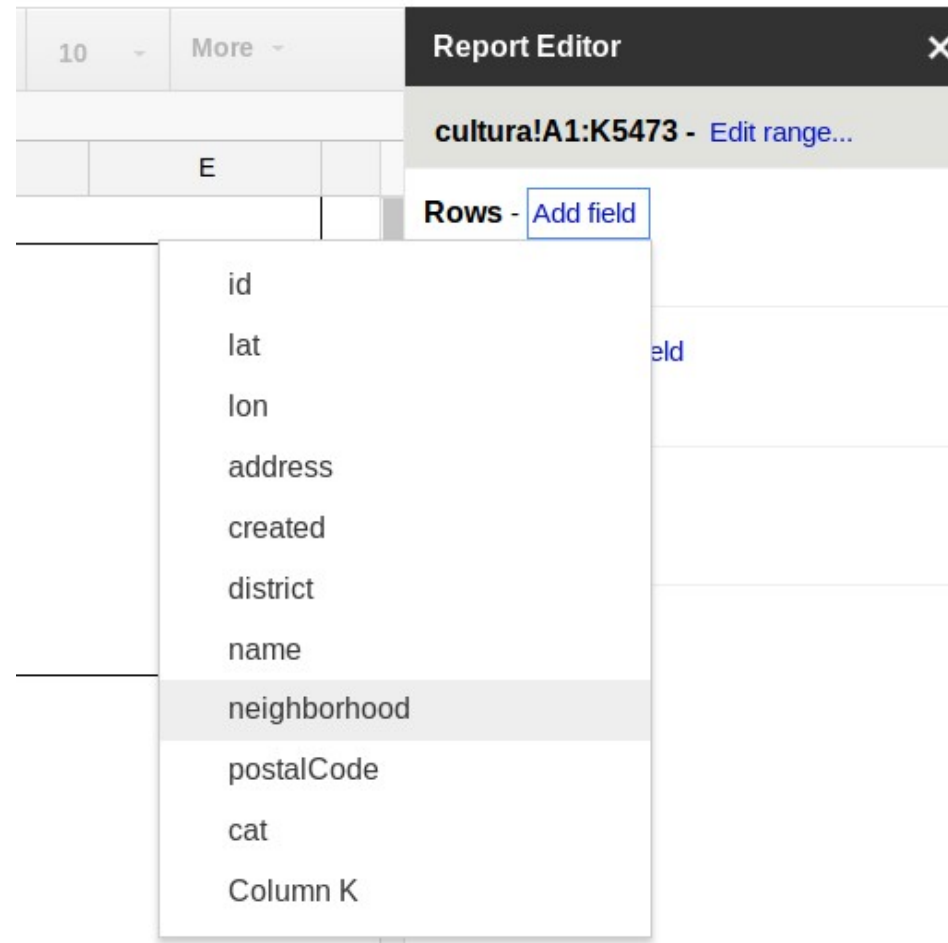 10
More
Report Editor
cultura!A1:K5473 - Edit range...
E
Rows - Add field
id
lat
eld
lon
address
created
district
name
neighborhood
postalCode
cat
Column K